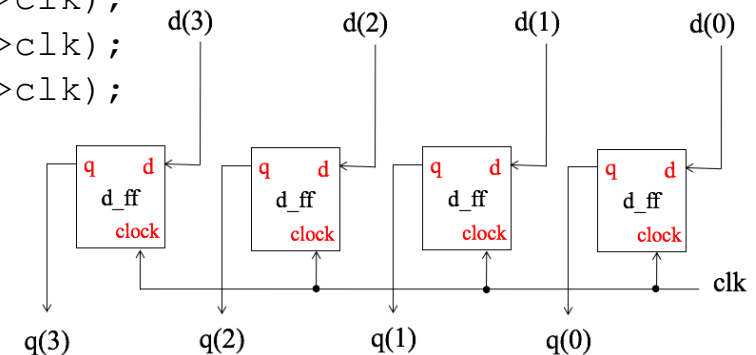 >clk);
>clk);
>clk);
d(3) d(2) d(1) d(0)
q d q d q d q d
d_ff d_ff d_ff d_ff
clock clock clock clock
clk
q(3) q(2) q(1) q(0)